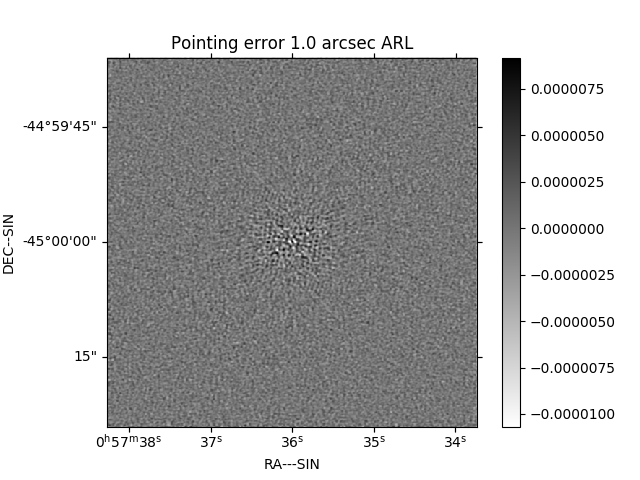 Pointing error 1.0 arcsec ARL
-44°59'45"
-45°00'00"
15"
DEC--SIN
0h57m38s 37s 36s 35s 34s
RA---SIN
0.0000075
0.0000050
0.0000025
0.0000000
−0.0000025
−0.0000050
−0.0000075
−0.0000100